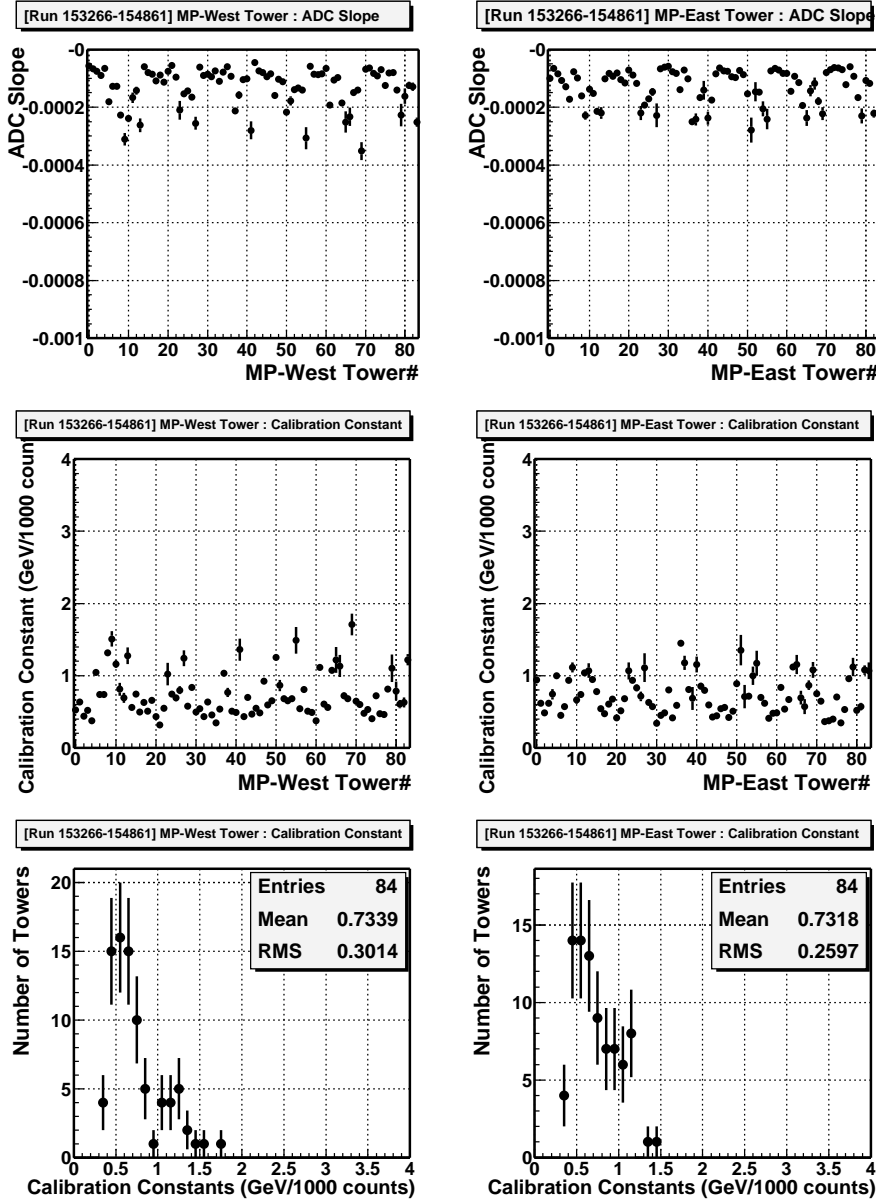 [Run 153266-154861] MP-West Tower : ADC Slope
ADC Slope
-0
-0.0002
-0.0004
-0.0006
-0.0008
-0.001
0 10 20 30 40 50 60 70 80
MP-West Tower#
[Run 153266-154861] MP-East Tower : ADC Slope
ADC Slope
-0
-0.0002
-0.0004
-0.0006
-0.0008
-0.001
0 10 20 30 40 50 60 70 80
MP-East Tower#
[Run 153266-154861] MP-West Tower : Calibration Constant
Calibration Constant (GeV/1000 coun
4
3
2
1
0
0 10 20 30 40 50 60 70 80
MP-West Tower#
[Run 153266-154861] MP-East Tower : Calibration Constant
Calibration Constant (GeV/1000 coun
4
3
2
1
0
0 10 20 30 40 50 60 70 80
MP-East Tower#
[Run 153266-154861] MP-West Tower : Calibration Constant
Number of Towers
20
15
10
5
0
Entries 84
Mean 0.7339
RMS 0.3014
0 0.5 1 1.5 2 2.5 3 3.5 4
Calibration Constants (GeV/1000 counts)
[Run 153266-154861] MP-East Tower : Calibration Constant
Number of Towers
15
10
5
0
Entries 84
Mean 0.7318
RMS 0.2597
0 0.5 1 1.5 2 2.5 3 3.5 4
Calibration Constants (GeV/1000 counts)